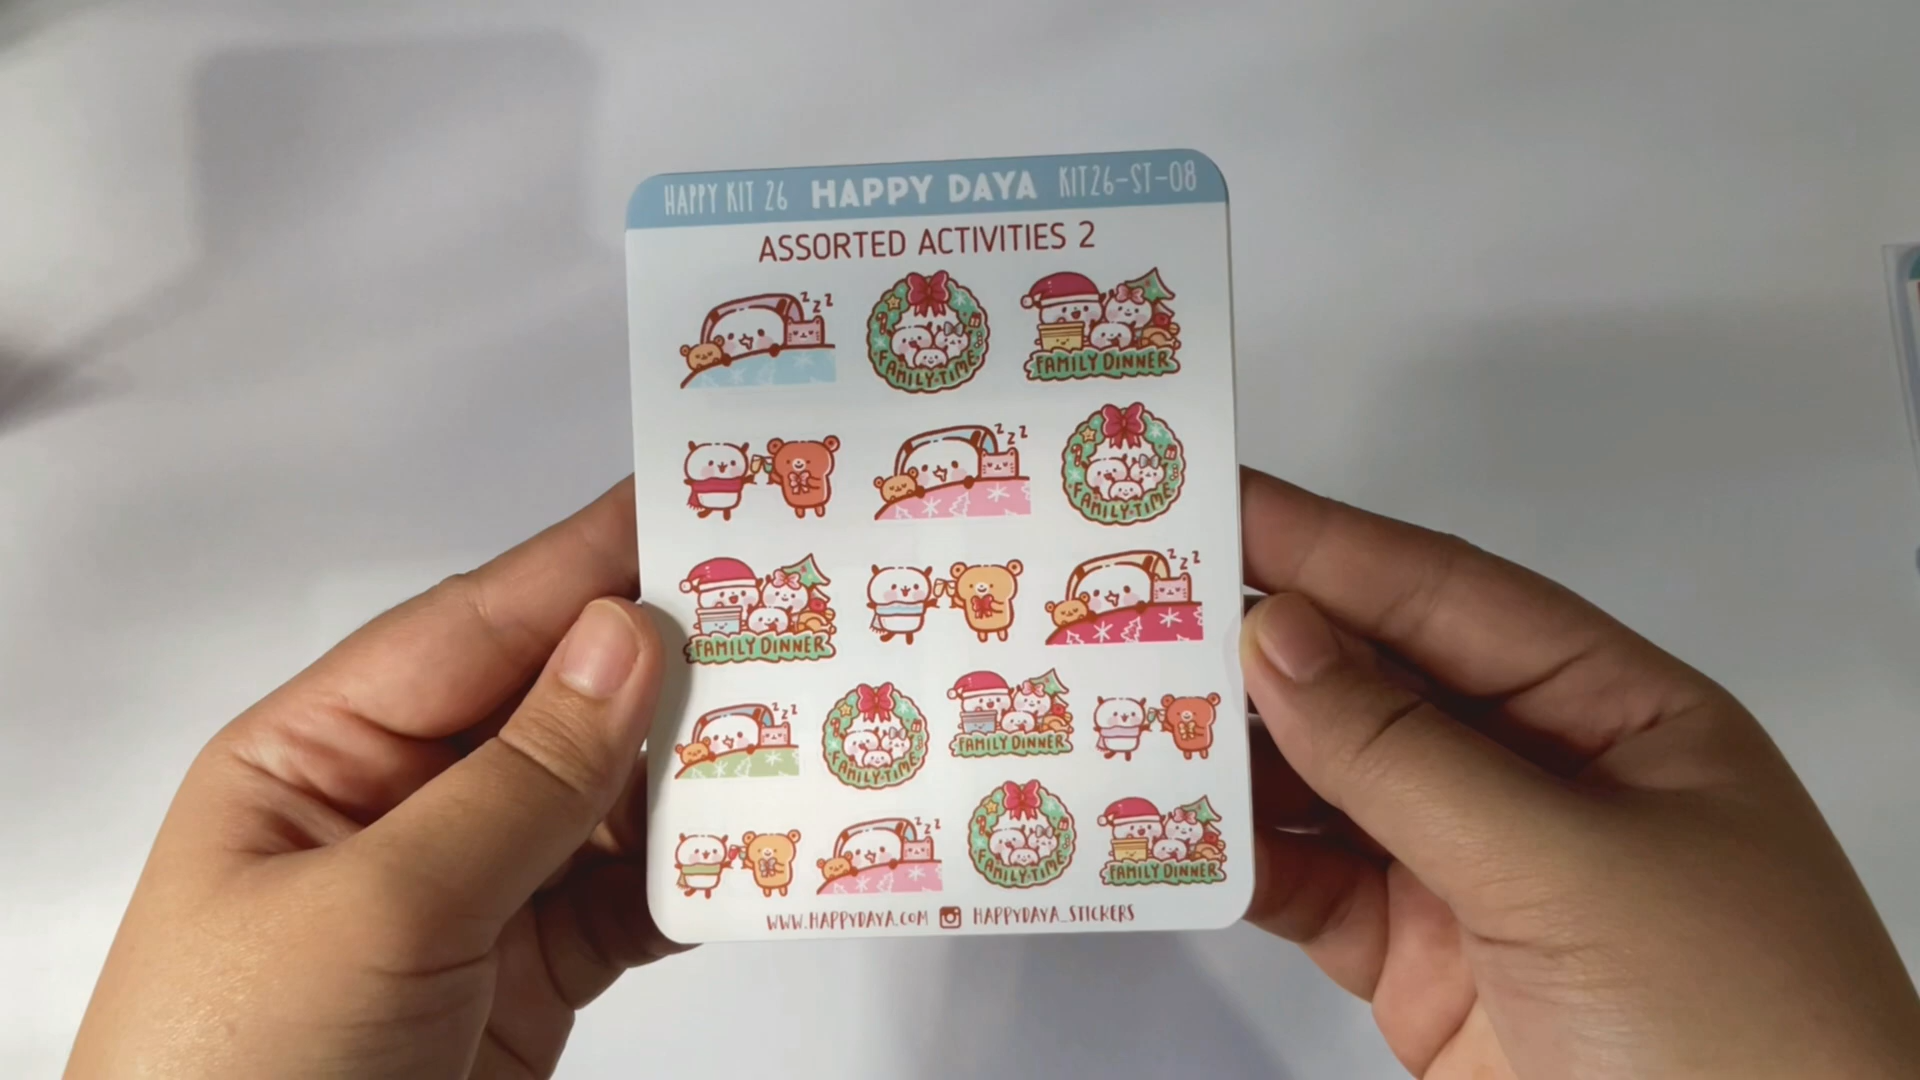 HAPPY KIT 26 HAPPY DAYA KIT26-ST-08
ASSORTED ACTIVITIES 2
z z z
FAMILY TIME
FAMILY DINNER
z z z
FAMILY TIME
FAMILY DINNER
z z z
z z z
FAMILY TIME
FAMILY DINNER
z z z
FAMILY TIME
FAMILY DINNER
WWW.HAPPYDAYA.COM HAPPYDAYA_STICKERS